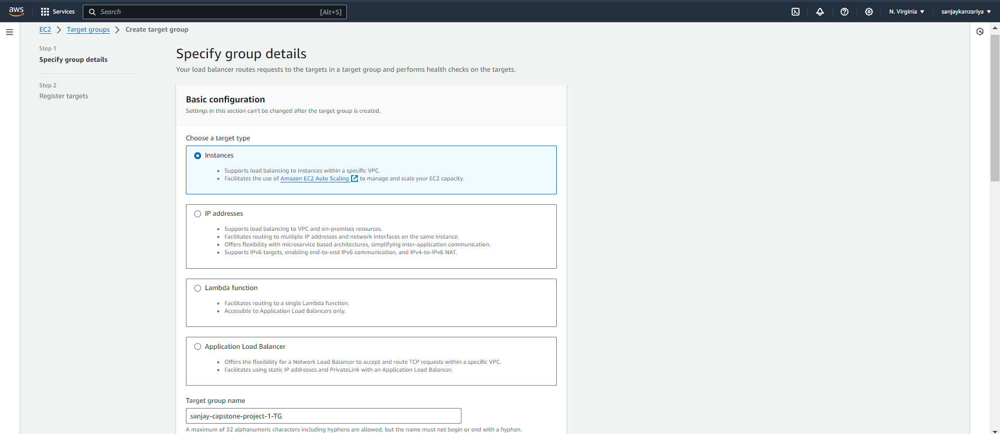 aws
Services
Search
[Alt+S]
N. Virginia
sanjaykanzariya
EC2
Target groups
Create target group
Step 1
Specify group details
Step 2
Register targets
Specify group details
Your load balancer routes requests to the targets in a target group and performs health checks on the targets.
Basic configuration
Settings in this section can't be changed after the target group is created.
Choose a target type
Instances
Supports load balancing to instances within a specific VPC.
Facilitates the use of Amazon EC2 Auto Scaling to manage and scale your EC2 capacity.
IP addresses
Supports load balancing to VPC and on-premises resources.
Facilitates routing to multiple IP addresses and network interfaces on the same instance.
Offers flexibility with microservice based architectures, simplifying inter-application communication.
Supports IPv6 targets, enabling end-to-end IPv6 communication, and IPv4-to-IPv6 NAT.
Lambda function
Facilitates routing to a single Lambda function.
Accessible to Application Load Balancers only.
Application Load Balancer
Offers the flexibility for a Network Load Balancer to accept and route TCP requests within a specific VPC.
Facilitates using static IP addresses and PrivateLink with an Application Load Balancer.
Target group name
sanjay-capstone-project-1-TG
A maximum of 32 alphanumeric characters including hyphens are allowed, but the name must not begin or end with a hyphen.